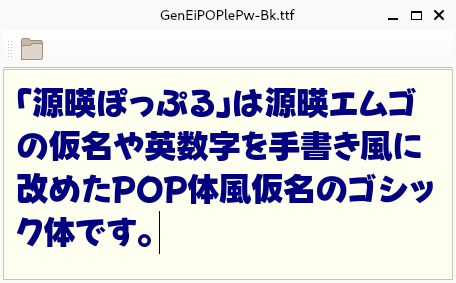 GenEiPOPlePw-Bk.ttf
「源暎ぽっぷる」は源暎エムゴ
の仮名や英数字を手書き風に
改めたPOP体風仮名のゴシッ
ク体です。